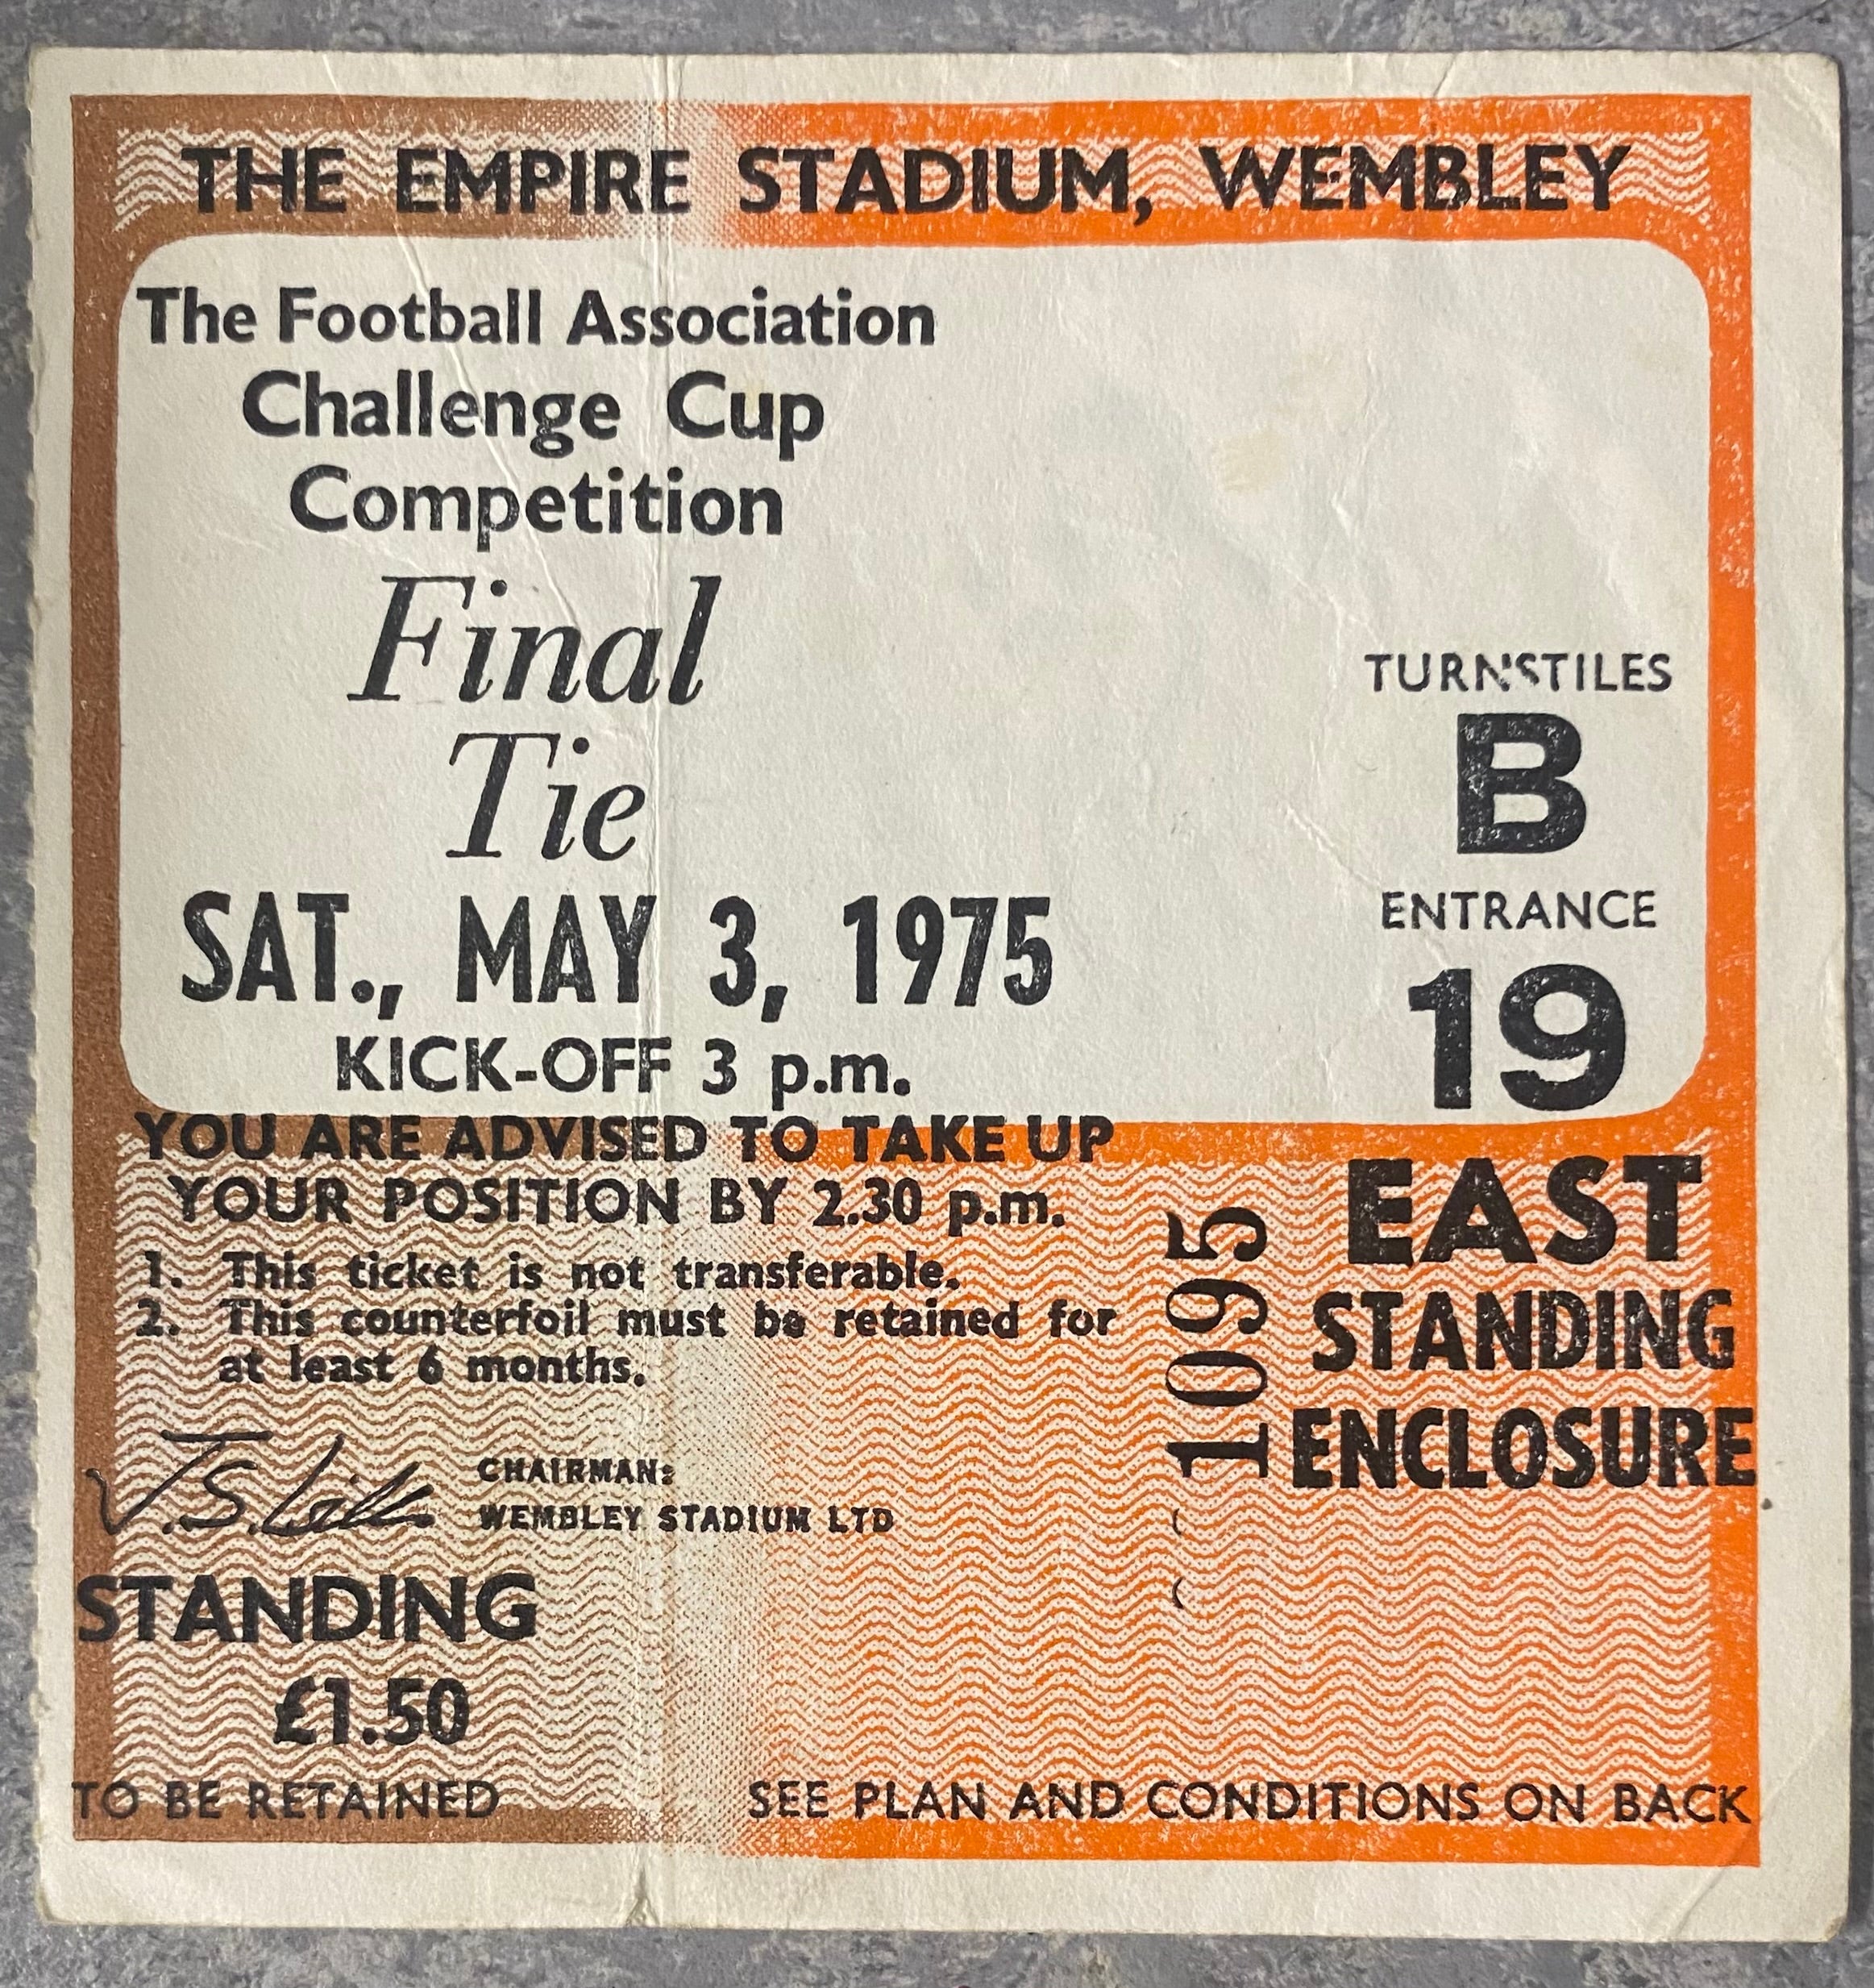 THE EMPIRE STADIUM, WEMBLEY
The Football Association
Challenge Cup
Competition
Final
Tie
SAT., MAY 3, 1975
KICK-OFF 3 p.m.
TURNSTILES
B
ENTRANCE
19
YOU ARE ADVISED TO TAKE UP
YOUR POSITION BY 2.30 p.m.
1. This ticket is not transferable.
2. This counterfoil must be retained for
at least 6 months.
CHAIRMAN:
WEMBLEY STADIUM LTD
1095
EAST
STANDING
ENCLOSURE
STANDING
£1.50
TO BE RETAINED
SEE PLAN AND CONDITIONS ON BACK